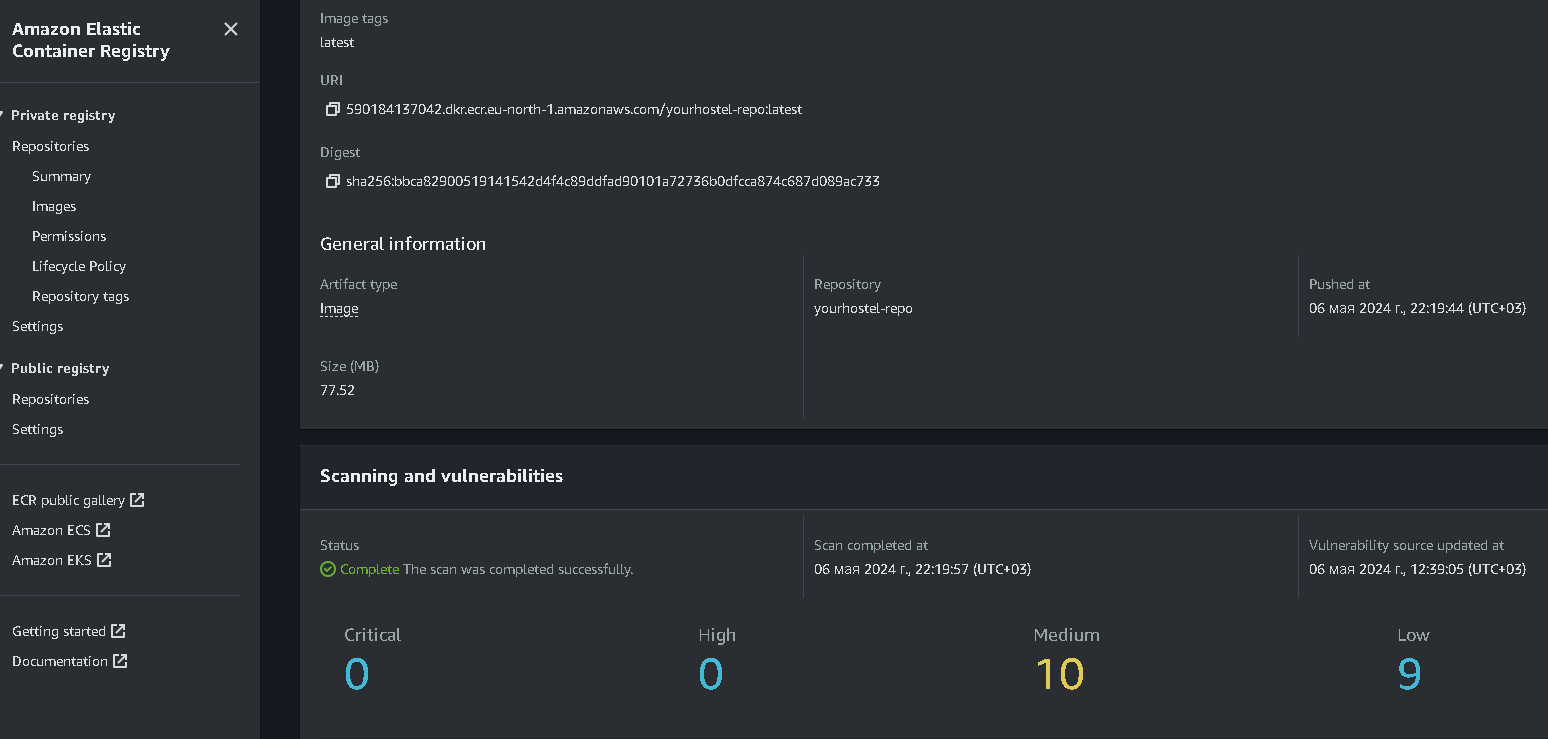 Amazon Elastic
Container Registry
Private registry
Repositories
Summary
Images
Permissions
Lifecycle Policy
Repository tags
Settings
Public registry
Repositories
Settings
ECR public gallery
Amazon ECS
Amazon EKS
Getting started
Documentation
Image tags
latest
URI
590184137042.dkr.ecr.eu-north-1.amazonaws.com/yourhostel-repo:latest
Digest
sha256:bbca82900519141542d4f4c89ddfad90101a72736b0dfcca874c687d089ac733
General information
Artifact type
Image
Repository
yourhostel-repo
Pushed at
06 мая 2024 г., 22:19:44 (UTC+03)
Size (MB)
77.52
Scanning and vulnerabilities
Status
Complete The scan was completed successfully.
Scan completed at
06 мая 2024 г., 22:19:57 (UTC+03)
Vulnerability source updated at
06 мая 2024 г., 12:39:05 (UTC+03)
Critical
0
High
0
Medium
10
Low
9